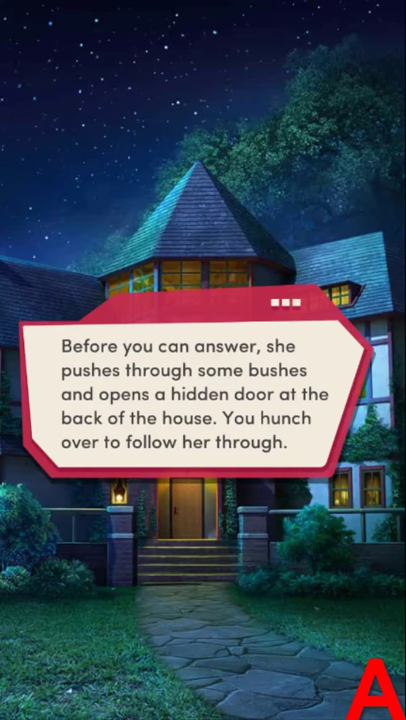 Before you can answer, she
pushes through some bushes
and opens a hidden door at the
back of the house. You hunch
over to follow her through.
A